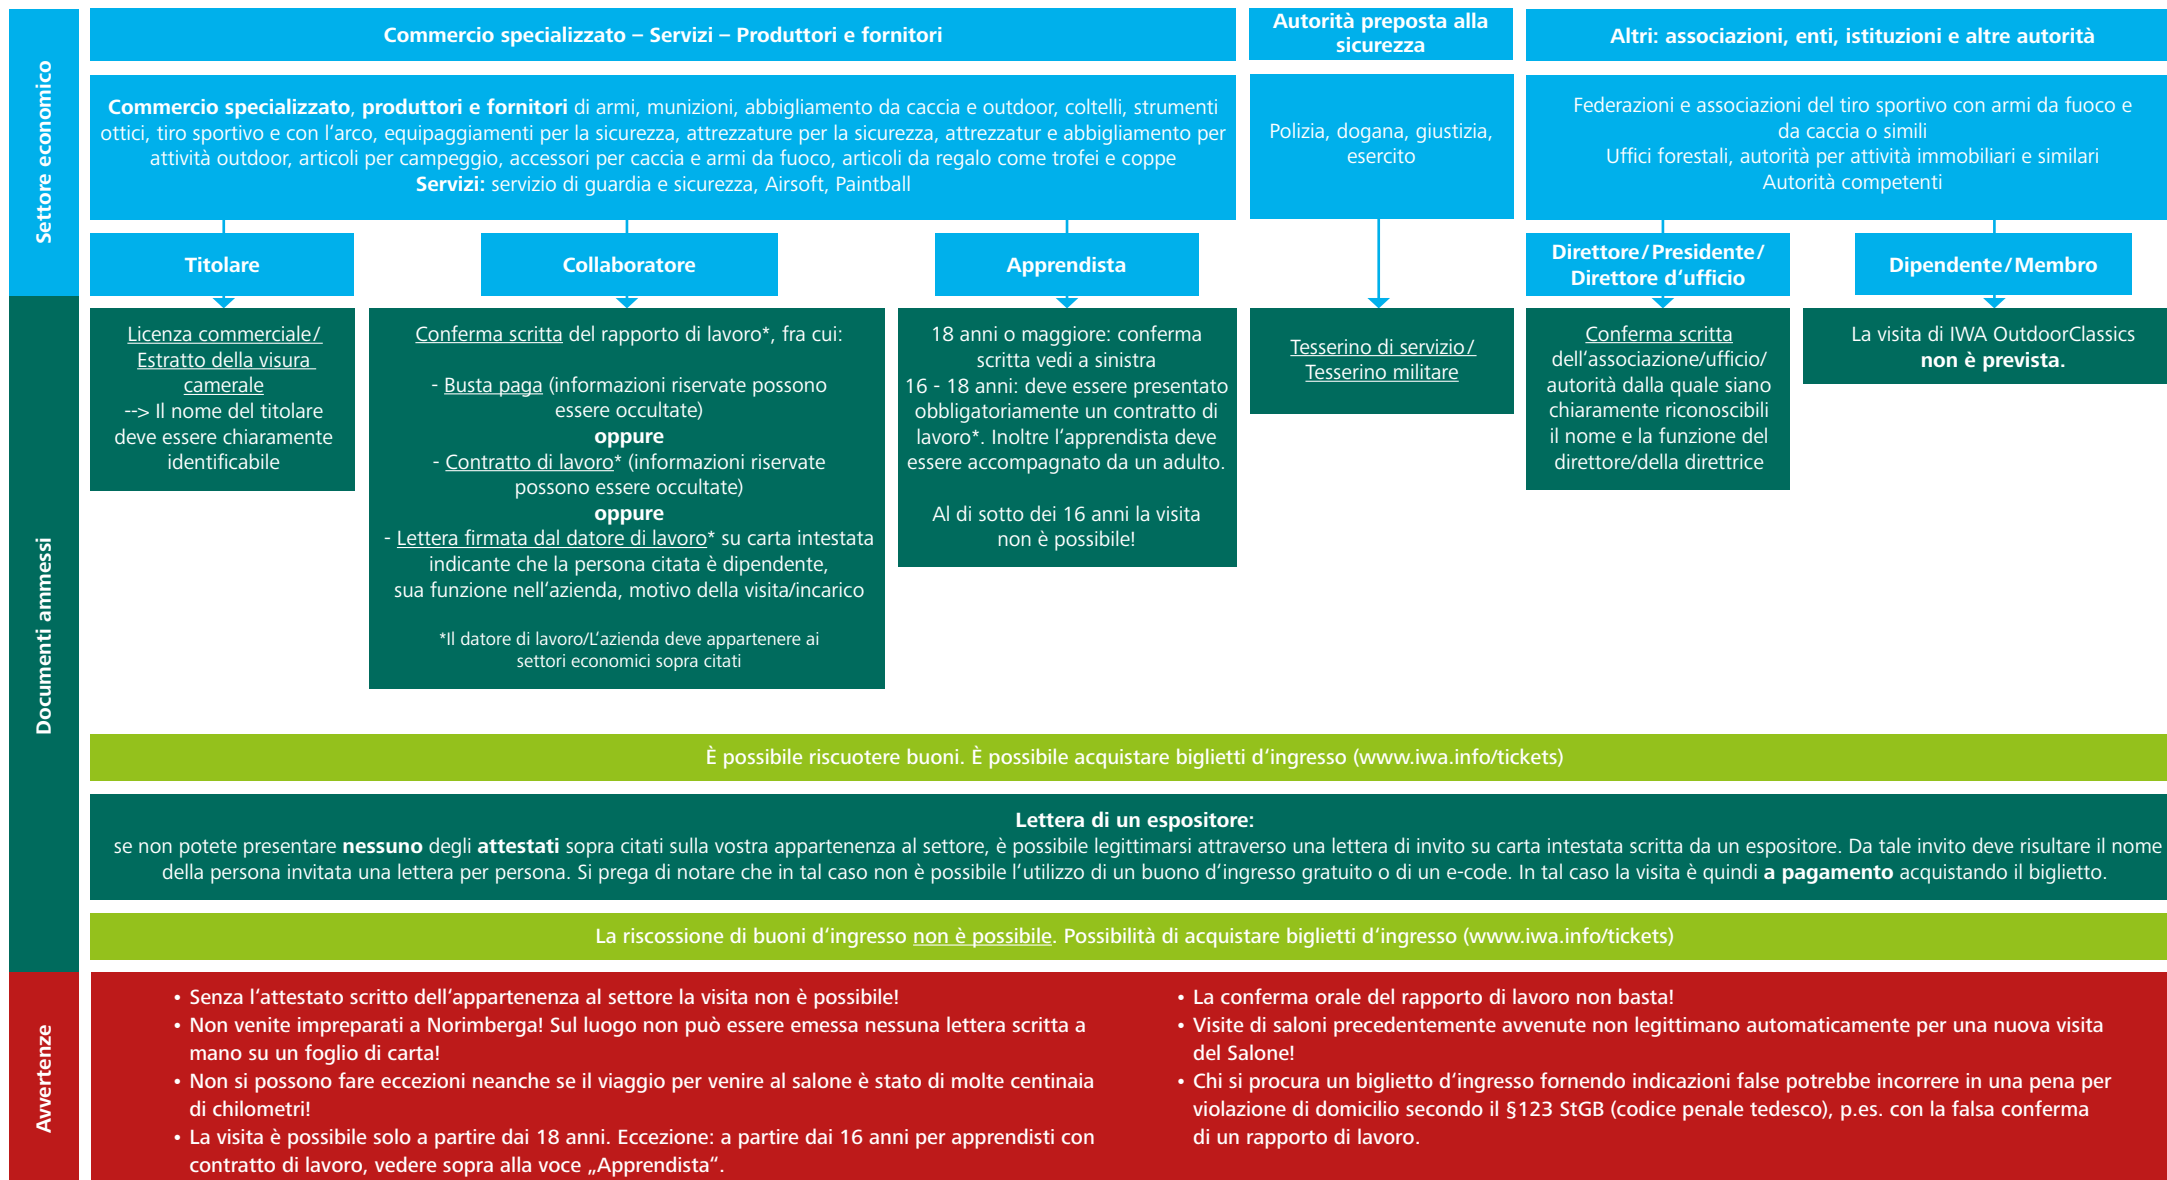 Settore economico
Commercio specializzato – Servizi – Produttori e fornitori
Autorità preposta alla
sicurezza
Altri: associazioni, enti, istituzioni e altre autorità
Commercio specializzato, produttori e fornitori di armi, munizioni, abbigliamento da caccia e outdoor, coltelli, strumenti
ottici, tiro sportivo e con l‘arco, equipaggiamenti per la sicurezza, attrezzature per la sicurezza, attrezzatur e abbigliamento per
attività outdoor, articoli per campeggio, accessori per caccia e armi da fuoco, articoli da regalo come trofei e coppe
Servizi: servizio di guardia e sicurezza, Airsoft, Paintball
Polizia, dogana, giustizia,
esercito
Federazioni e associazioni del tiro sportivo con armi da fuoco e
da caccia o simili
Uffici forestali, autorità per attività immobiliari e similari
Autorità competenti
Titolare
Collaboratore
Apprendista
Direttore/Presidente/
Direttore d‘ufficio
Dipendente/Membro
Documenti ammessi
Licenza commerciale/
Estratto della visura
camerale
--> Il nome del titolare
deve essere chiaramente
identificabile
Conferma scritta del rapporto di lavoro*, fra cui:
- Busta paga (informazioni riservate possono
essere occultate)
oppure
- Contratto di lavoro* (informazioni riservate
possono essere occultate)
oppure
- Lettera firmata dal datore di lavoro* su carta intestata
indicante che la persona citata è dipendente,
sua funzione nell‘azienda, motivo della visita/incarico
*Il datore di lavoro/L‘azienda deve appartenere ai
settori economici sopra citati
18 anni o maggiore: conferma
scritta vedi a sinistra
16 - 18 anni: deve essere presentato
obbligatoriamente un contratto di
lavoro*. Inoltre l‘apprendista deve
essere accompagnato da un adulto.
Al di sotto dei 16 anni la visita
non è possibile!
Tesserino di servizio/
Tesserino militare
Conferma scritta
dell‘associazione/ufficio/
autorità dalla quale siano
chiaramente riconoscibili
il nome e la funzione del
direttore/della direttrice
La visita di IWA OutdoorClassics
non è prevista.
È possibile riscuotere buoni. È possibile acquistare biglietti d‘ingresso (www.iwa.info/tickets)
Lettera di un espositore:
se non potete presentare nessuno degli attestati sopra citati sulla vostra appartenenza al settore, è possibile legittimarsi attraverso una lettera di invito su carta intestata scritta da un espositore. Da tale invito deve risultare il nome
della persona invitata una lettera per persona. Si prega di notare che in tal caso non è possibile l‘utilizzo di un buono d‘ingresso gratuito o di un e-code. In tal caso la visita è quindi a pagamento acquistando il biglietto.
La riscossione di buoni d‘ingresso non è possibile. Possibilità di acquistare biglietti d‘ingresso (www.iwa.info/tickets)
Avvertenze
• Senza l‘attestato scritto dell‘appartenenza al settore la visita non è possibile!
• Non venite impreparati a Norimberga! Sul luogo non può essere emessa nessuna lettera scritta a
mano su un foglio di carta!
• Non si possono fare eccezioni neanche se il viaggio per venire al salone è stato di molte centinaia
di chilometri!
• La visita è possibile solo a partire dai 18 anni. Eccezione: a partire dai 16 anni per apprendisti con
contratto di lavoro, vedere sopra alla voce „Apprendista“.
• La conferma orale del rapporto di lavoro non basta!
• Visite di saloni precedentemente avvenute non legittimano automaticamente per una nuova visita
del Salone!
• Chi si procura un biglietto d‘ingresso fornendo indicazioni false potrebbe incorrere in una pena per
violazione di domicilio secondo il §123 StGB (codice penale tedesco), p.es. con la falsa conferma
di un rapporto di lavoro.